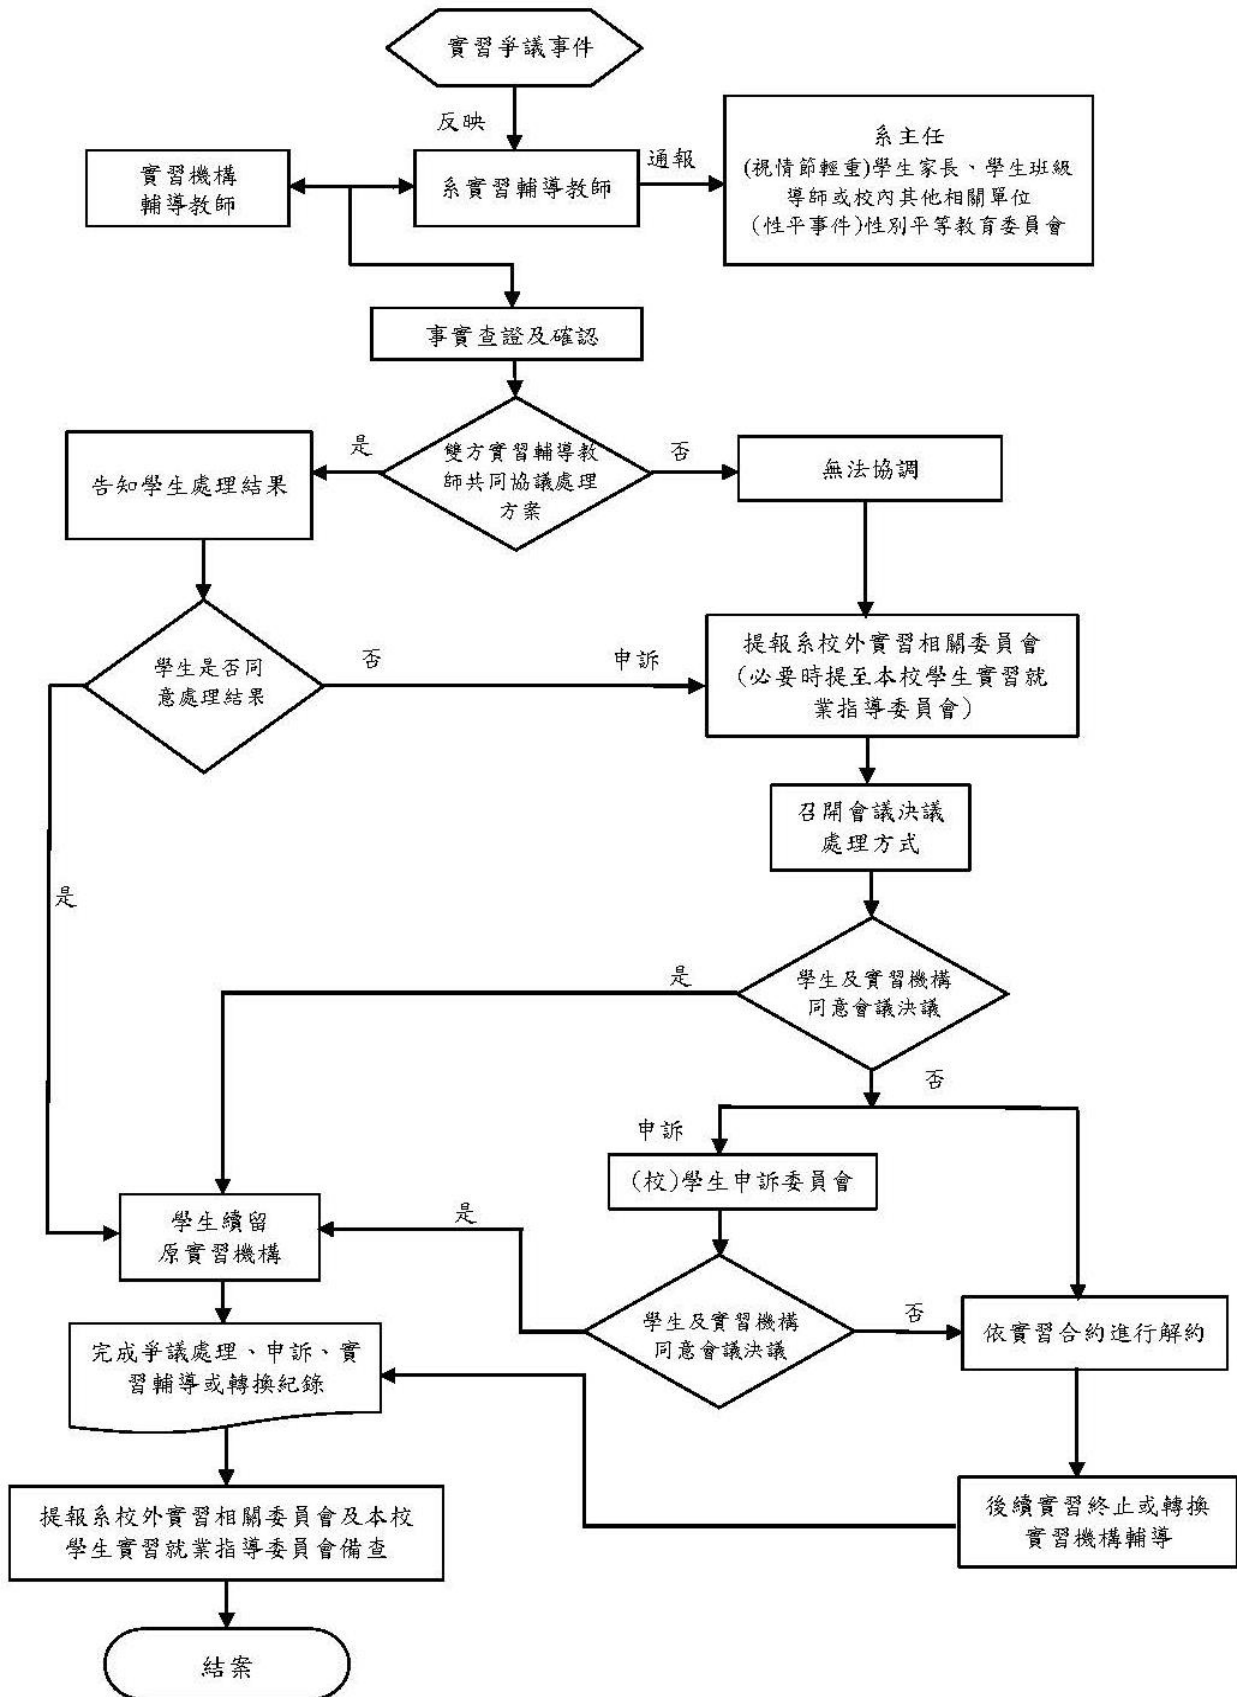 實習爭議事件
反映
實習機構
輔導教師
系實習輔導教師
通報
系主任
(視情節輕重)學生家長、學生班級
導師或校內其他相關單位
(性平事件)性別平等教育委員會
事實查證及確認
是
雙方實習輔導教
師共同協議處理
方案
否
告知學生處理結果
無法協調
學生是否同
意處理結果
否
申訴
提報系校外實習相關委員會
(必要時提至本校學生實習就
業指導委員會)
召開會議決議
處理方式
是
是
學生及實習機構
同意會議決議
否
申訴
(校)學生申訴委員會
學生續留
原實習機構
是
學生及實習機構
同意會議決議
否
依實習合約進行解約
完成爭議處理、申訴、實
習輔導或轉換紀錄
後續實習終止或轉換
實習機構輔導
提報系校外實習相關委員會及本校
學生實習就業指導委員會備查
結案